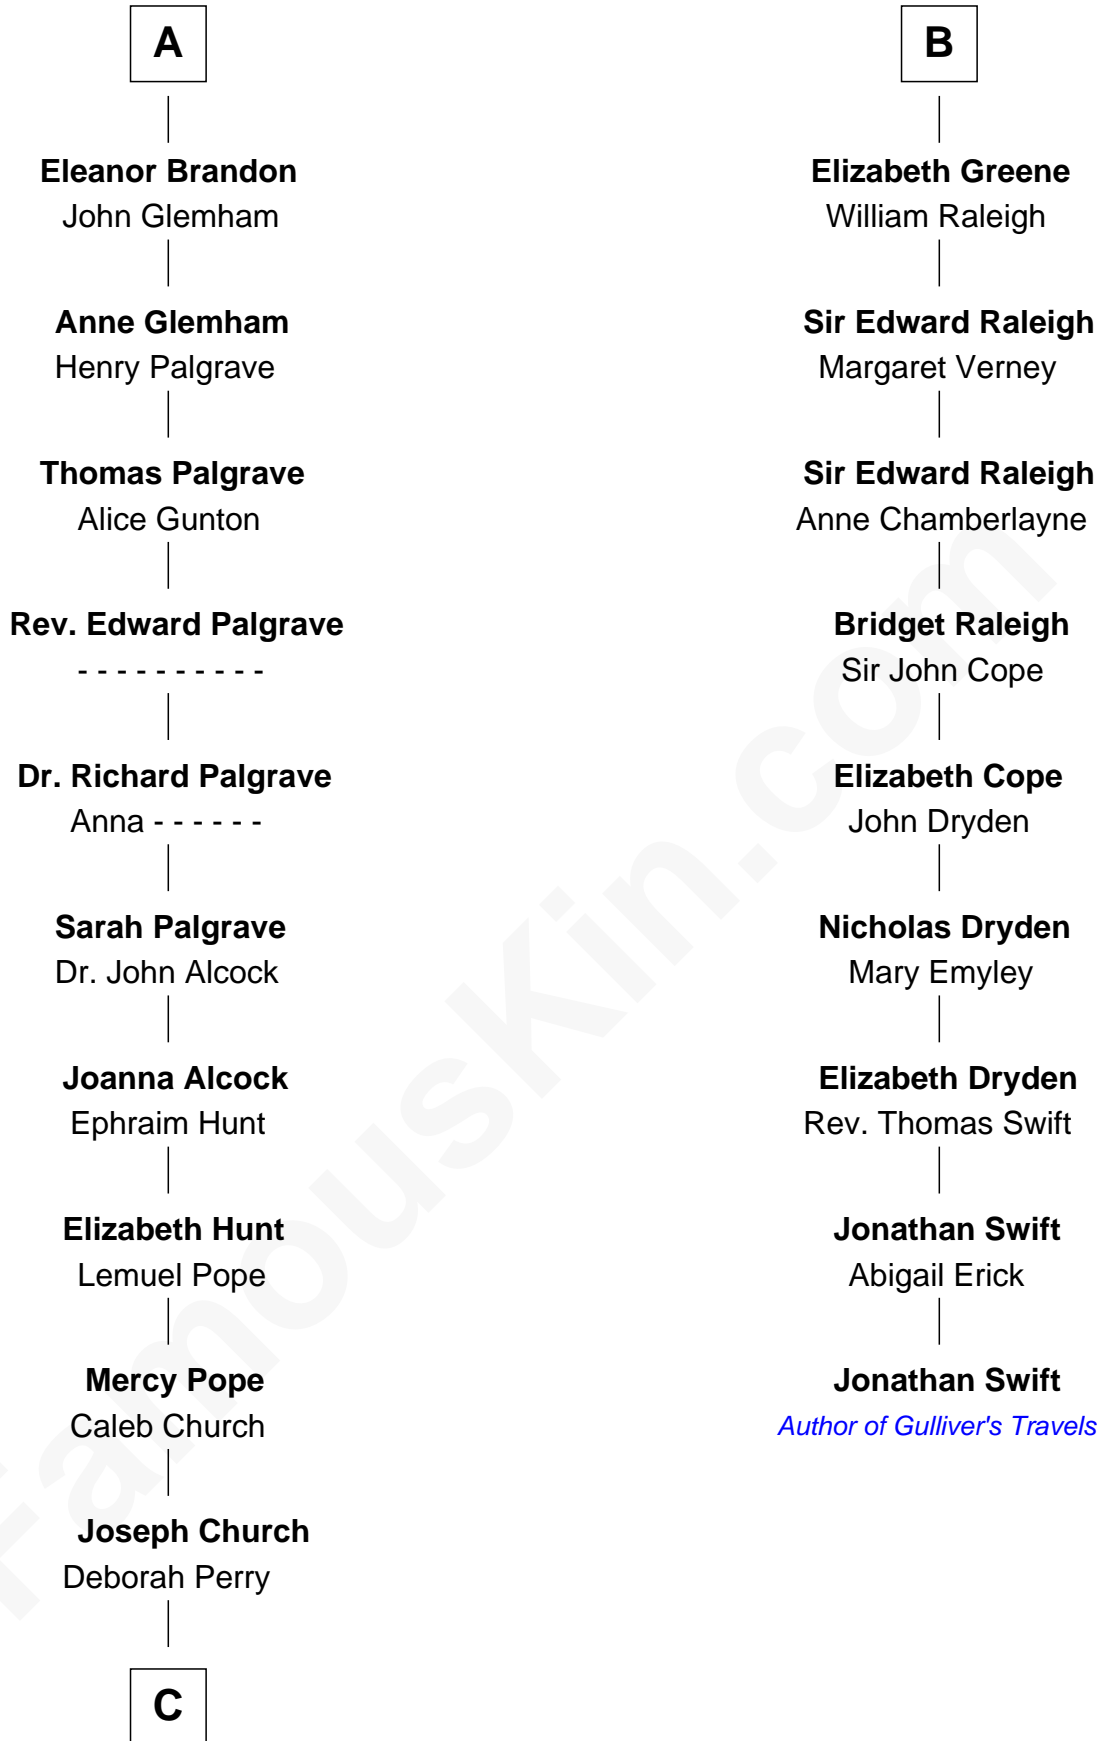 A
Eleanor Brandon
John Glemham
Anne Glemham
Henry Palgrave
Thomas Palgrave
Alice Gunton
Rev. Edward Palgrave
- - - - - - - - - -
Dr. Richard Palgrave
Anna - - - - - -
Sarah Palgrave
Dr. John Alcock
Joanna Alcock
Ephraim Hunt
Elizabeth Hunt
Lemuel Pope
Mercy Pope
Caleb Church
Joseph Church
Deborah Perry
C
B
Elizabeth Greene
William Raleigh
Sir Edward Raleigh
Margaret Verney
Sir Edward Raleigh
Anne Chamberlayne
Bridget Raleigh
Sir John Cope
Elizabeth Cope
John Dryden
Nicholas Dryden
Mary Emyley
Elizabeth Dryden
Rev. Thomas Swift
Jonathan Swift
Abigail Erick
Jonathan Swift
Author of Gulliver's Travels
FamousKin.com